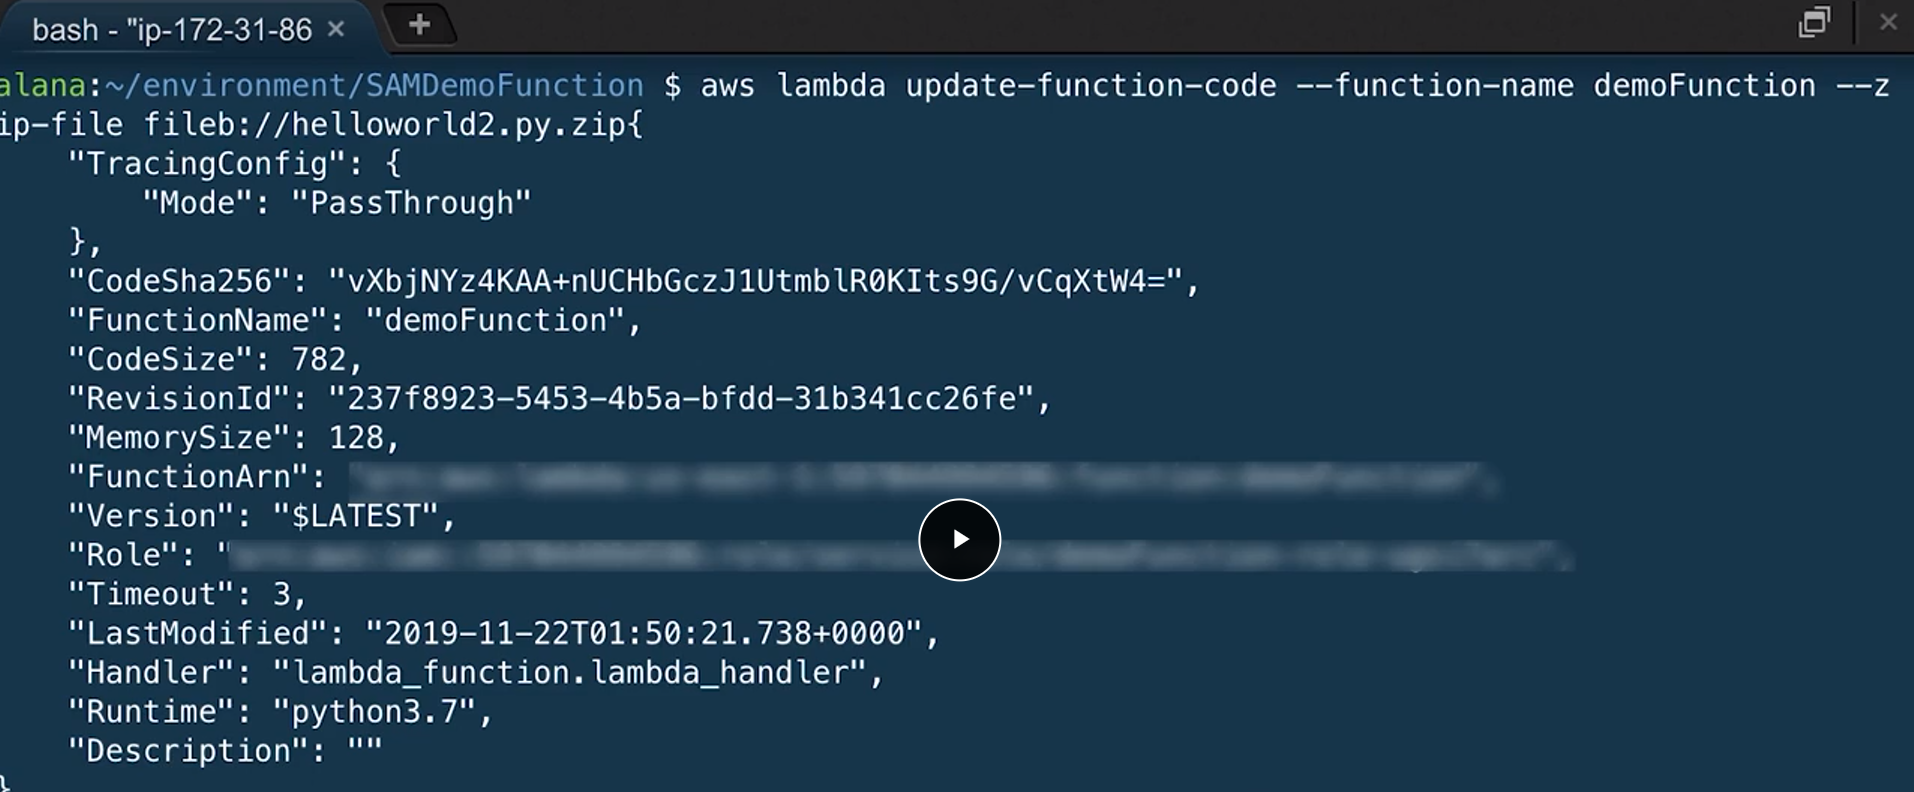 bash - "ip-172-31-86
alana:~/environment/SAMDemoFunction $ aws lambda update-function-code --function-name demoFunction --z
ip-file fileb://helloworld2.py.zip{
    "TracingConfig": {
        "Mode": "PassThrough"
    },
    "CodeSha256": "vXbjNYz4KAA+nUCHbGczJ1UtmblR0KIts9G/vCqXtW4=",
    "FunctionName": "demoFunction",
    "CodeSize": 782,
    "RevisionId": "237f8923-5453-4b5a-bfdd-31b341cc26fe",
    "MemorySize": 128,
    "FunctionArn":
    "Version": "$LATEST",
    "Role": "
    "Timeout": 3,
    "LastModified": "2019-11-22T01:50:21.738+0000",
    "Handler": "lambda_function.lambda_handler",
    "Runtime": "python3.7",
    "Description": ""
}